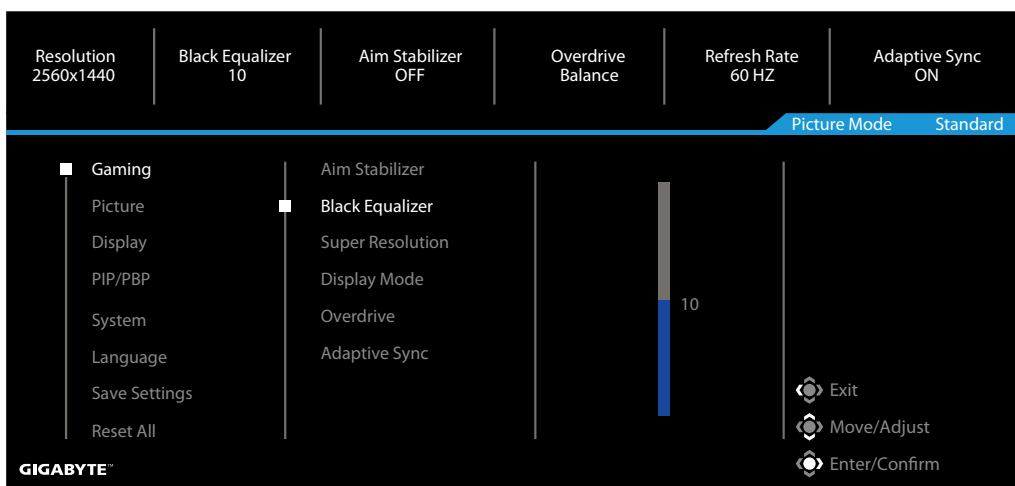 Resolution
2560x1440
Black Equalizer
10
Aim Stabilizer
OFF
Overdrive
Balance
Refresh Rate
60 HZ
Adaptive Sync
ON
Picture Mode Standard
Gaming
Picture
Display
PIP/PBP
System
Language
Save Settings
Reset All
Aim Stabilizer
Black Equalizer
Super Resolution
Display Mode
Overdrive
Adaptive Sync
10
Exit
Move/Adjust
Enter/Confirm
GIGABYTE™